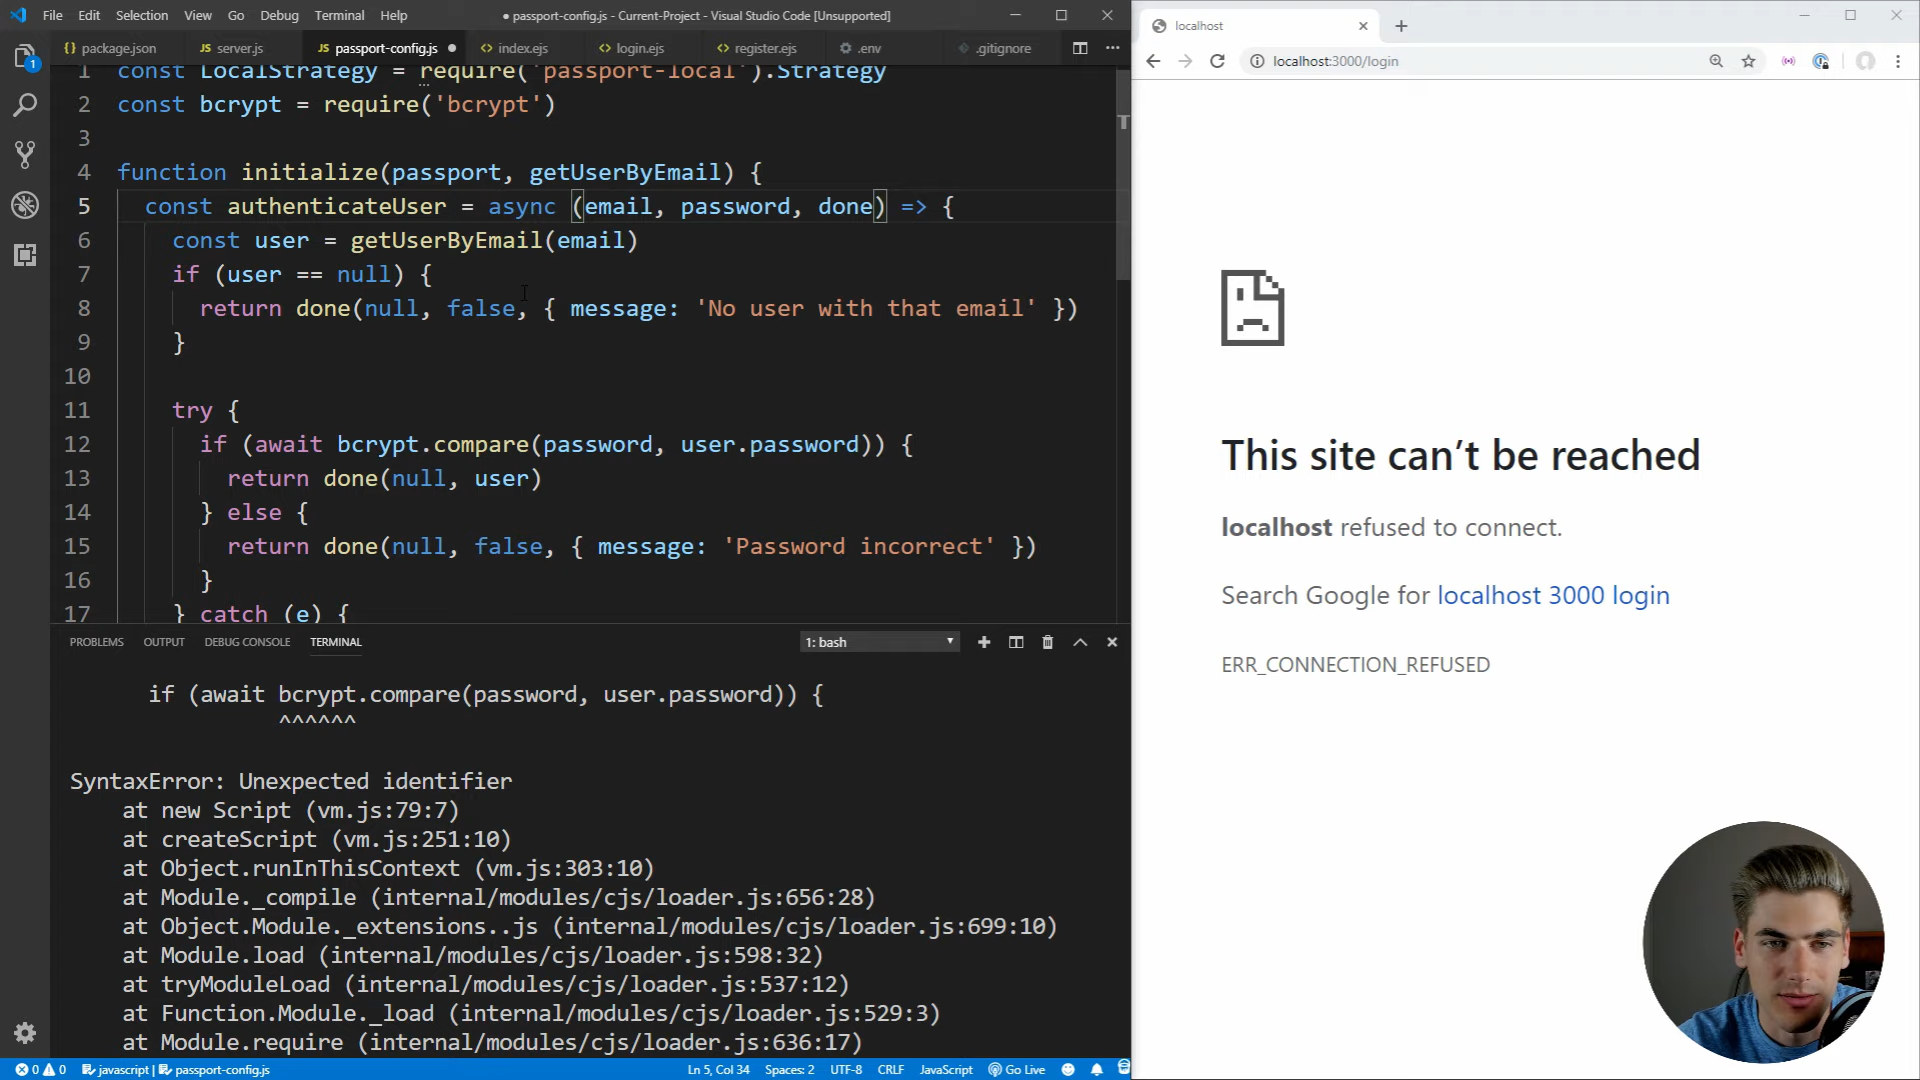 File Edit Selection View Go Debug Terminal Help
● passport-config.js - Current-Project - Visual Studio Code [Unsupported]
package.json
JS server.js
JS passport-config.js ●
<> index.ejs
<> login.ejs
<> register.ejs
.env
.gitignore
1 const LocalStrategy = require('passport-local').Strategy
2 const bcrypt = require('bcrypt')
3
4 function initialize(passport, getUserByEmail) {
5 const authenticateUser = async (email, password, done) => {
6 const user = getUserByEmail(email)
7 if (user == null) {
8 return done(null, false, { message: 'No user with that email' })
9 }
10
11 try {
12 if (await bcrypt.compare(password, user.password)) {
13 return done(null, user)
14 } else {
15 return done(null, false, { message: 'Password incorrect' })
16 }
17 } catch (e) {
PROBLEMS OUTPUT DEBUG CONSOLE TERMINAL
1: bash
if (await bcrypt.compare(password, user.password)) {
^^^^^^
SyntaxError: Unexpected identifier
at new Script (vm.js:79:7)
at createScript (vm.js:251:10)
at Object.runInThisContext (vm.js:303:10)
at Module._compile (internal/modules/cjs/loader.js:656:28)
at Object.Module._extensions..js (internal/modules/cjs/loader.js:699:10)
at Module.load (internal/modules/cjs/loader.js:598:32)
at tryModuleLoad (internal/modules/cjs/loader.js:537:12)
at Function.Module._load (internal/modules/cjs/loader.js:529:3)
at Module.require (internal/modules/cjs/loader.js:636:17)
0 0 javascript | passport-config.js
Ln 5, Col 34 Spaces: 2 UTF-8 CRLF JavaScript Go Live
1
localhost
localhost:3000/login
This site can't be reached
localhost refused to connect.
Search Google for localhost 3000 login
ERR_CONNECTION_REFUSED